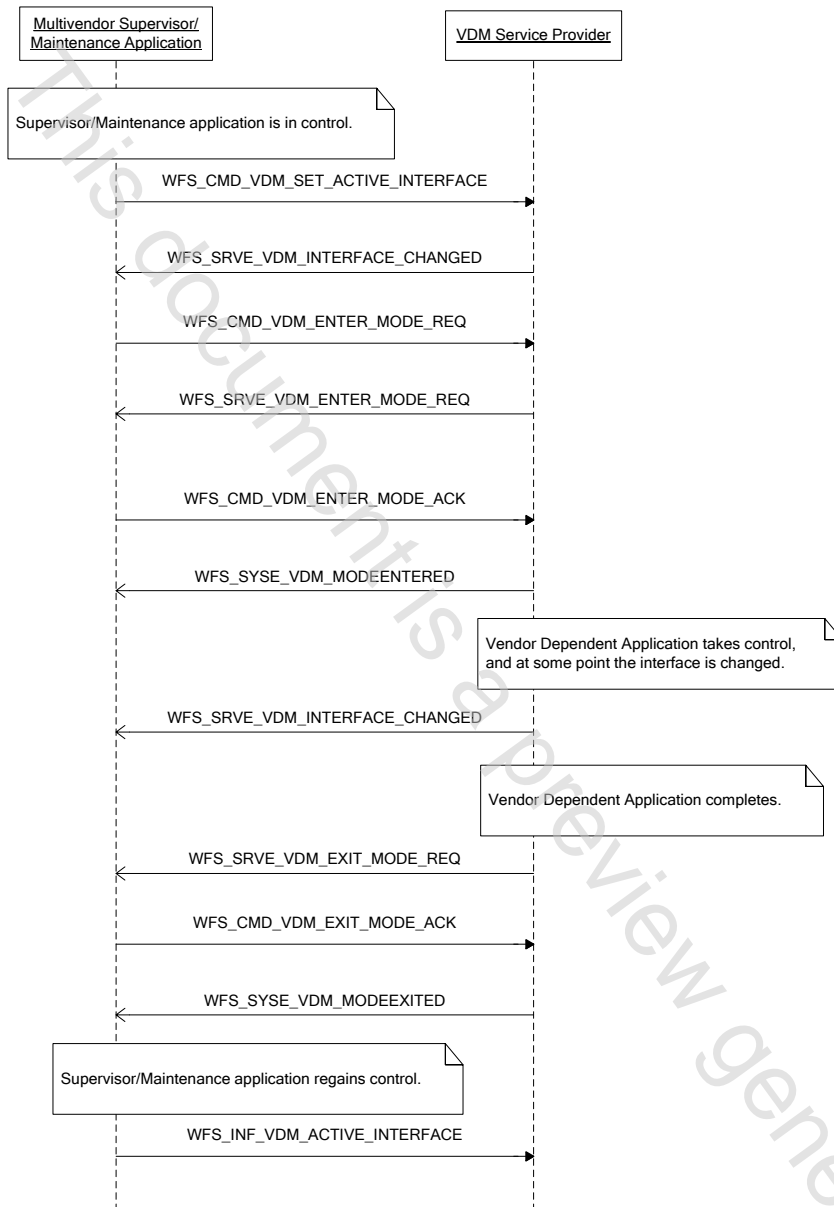 Multivendor Supervisor/
Maintenance Application
VDM Service Provider
Supervisor/Maintenance application is in control.
WFS_CMD_VDM_SET_ACTIVE_INTERFACE
WFS_SRVE_VDM_INTERFACE_CHANGED
WFS_CMD_VDM_ENTER_MODE_REQ
WFS_SRVE_VDM_ENTER_MODE_REQ
WFS_CMD_VDM_ENTER_MODE_ACK
WFS_SYSE_VDM_MODEENTERED
Vendor Dependent Application takes control,
and at some point the interface is changed.
WFS_SRVE_VDM_INTERFACE_CHANGED
Vendor Dependent Application completes.
WFS_SRVE_VDM_EXIT_MODE_REQ
WFS_CMD_VDM_EXIT_MODE_ACK
WFS_SYSE_VDM_MODEEXITED
Supervisor/Maintenance application regains control.
WFS_INF_VDM_ACTIVE_INTERFACE
This document is a preview gene